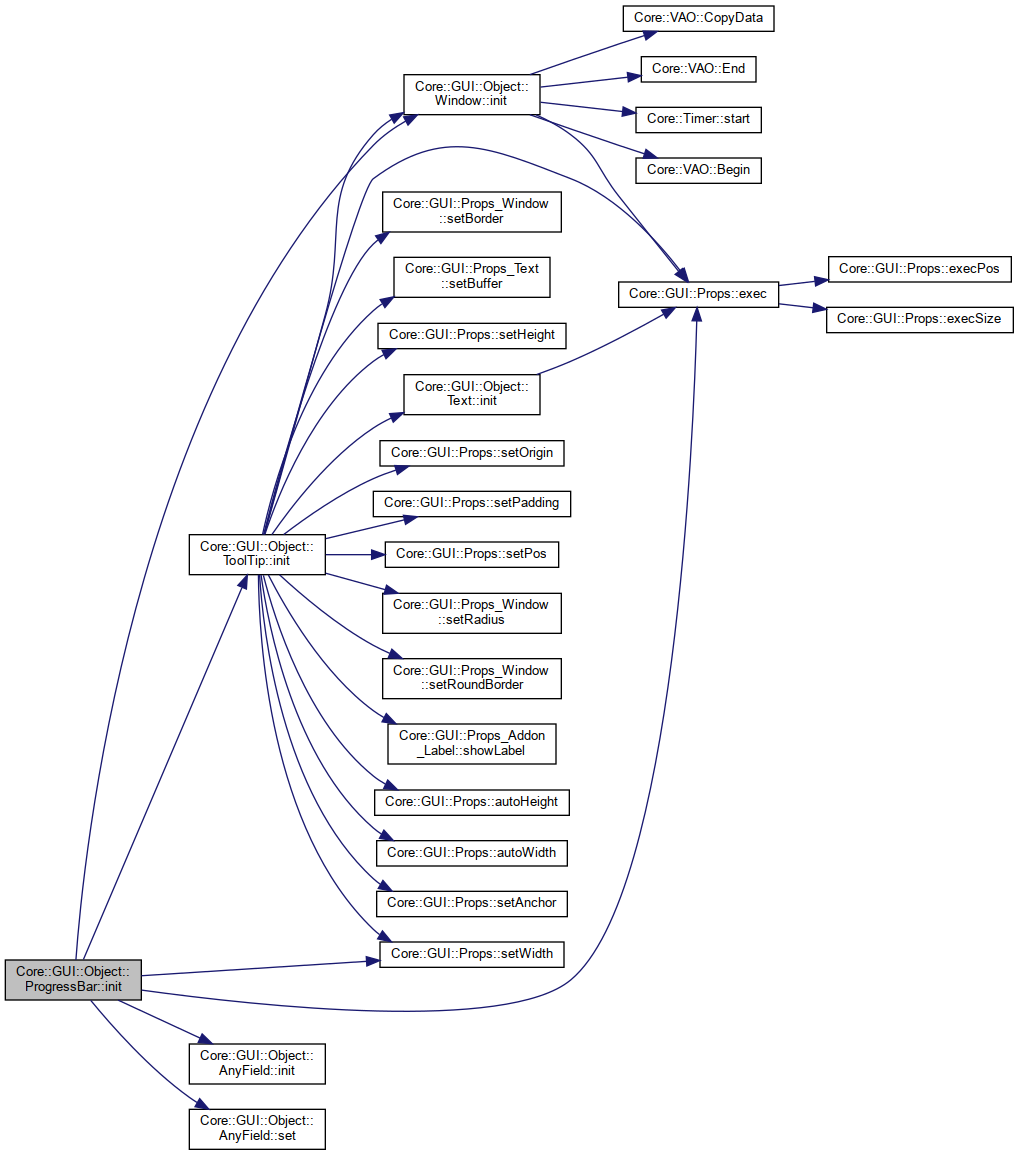 Core::VAO::CopyData
Core::VAO::End
Core::GUI::Object::
Window::init
Core::Timer::start
Core::VAO::Begin
Core::GUI::Props_Window
::setBorder
Core::GUI::Props_Text
::setBuffer
Core::GUI::Props::execPos
Core::GUI::Props::exec
Core::GUI::Props::execSize
Core::GUI::Props::setHeight
Core::GUI::Object::
Text::init
Core::GUI::Props::setOrigin
Core::GUI::Props::setPadding
Core::GUI::Object::
ToolTip::init
Core::GUI::Props::setPos
Core::GUI::Props_Window
::setRadius
Core::GUI::Props_Window
::setRoundBorder
Core::GUI::Props_Addon
_Label::showLabel
Core::GUI::Props::autoHeight
Core::GUI::Props::autoWidth
Core::GUI::Props::setAnchor
Core::GUI::Props::setWidth
Core::GUI::Object::
ProgressBar::init
Core::GUI::Object::
AnyField::init
Core::GUI::Object::
AnyField::set